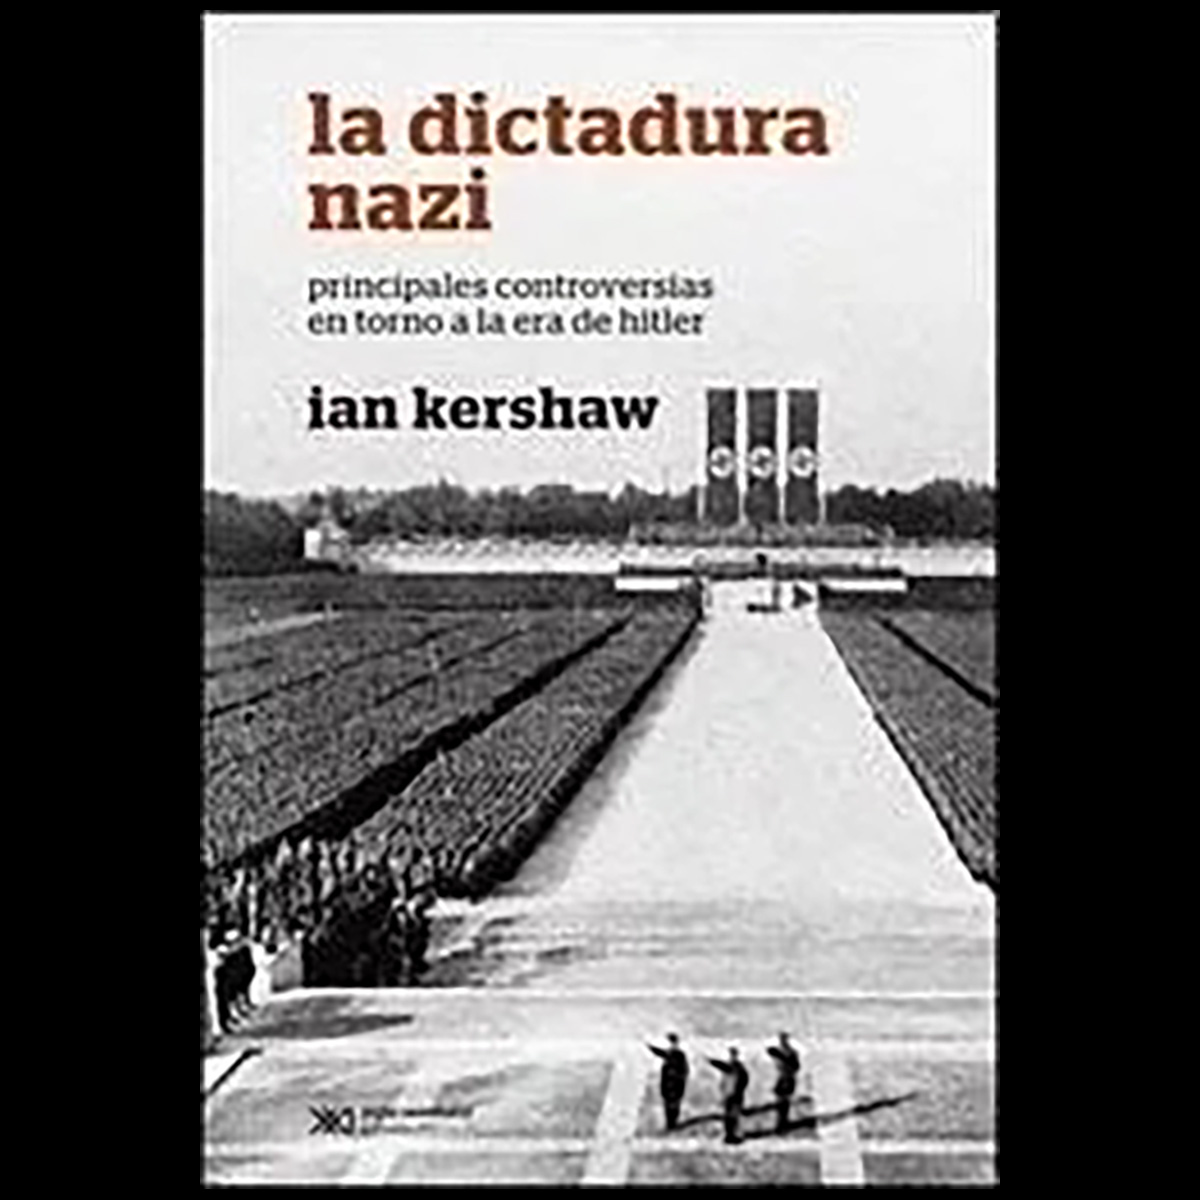 la dictadura
nazi
principales controversias
en torno a la era de hitler
ian kershaw